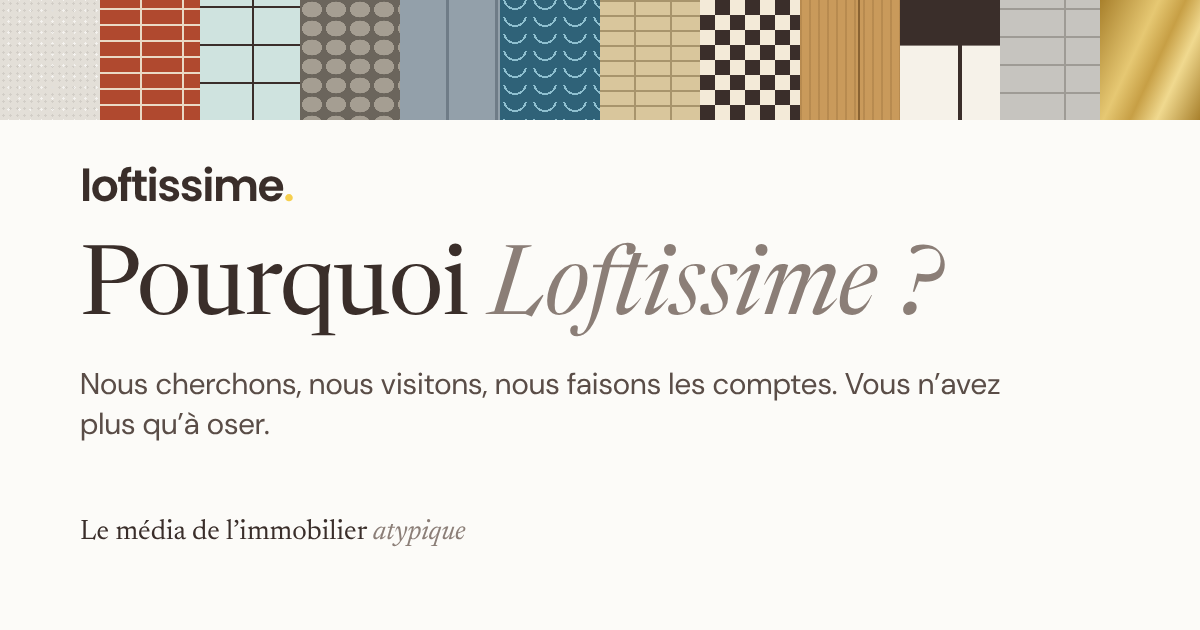 loftissime.
Pourquoi Loftissime ?
Nous cherchons, nous visitons, nous faisons les comptes. Vous n’avez
plus qu’à oser.
Le média de l’immobilier atypique